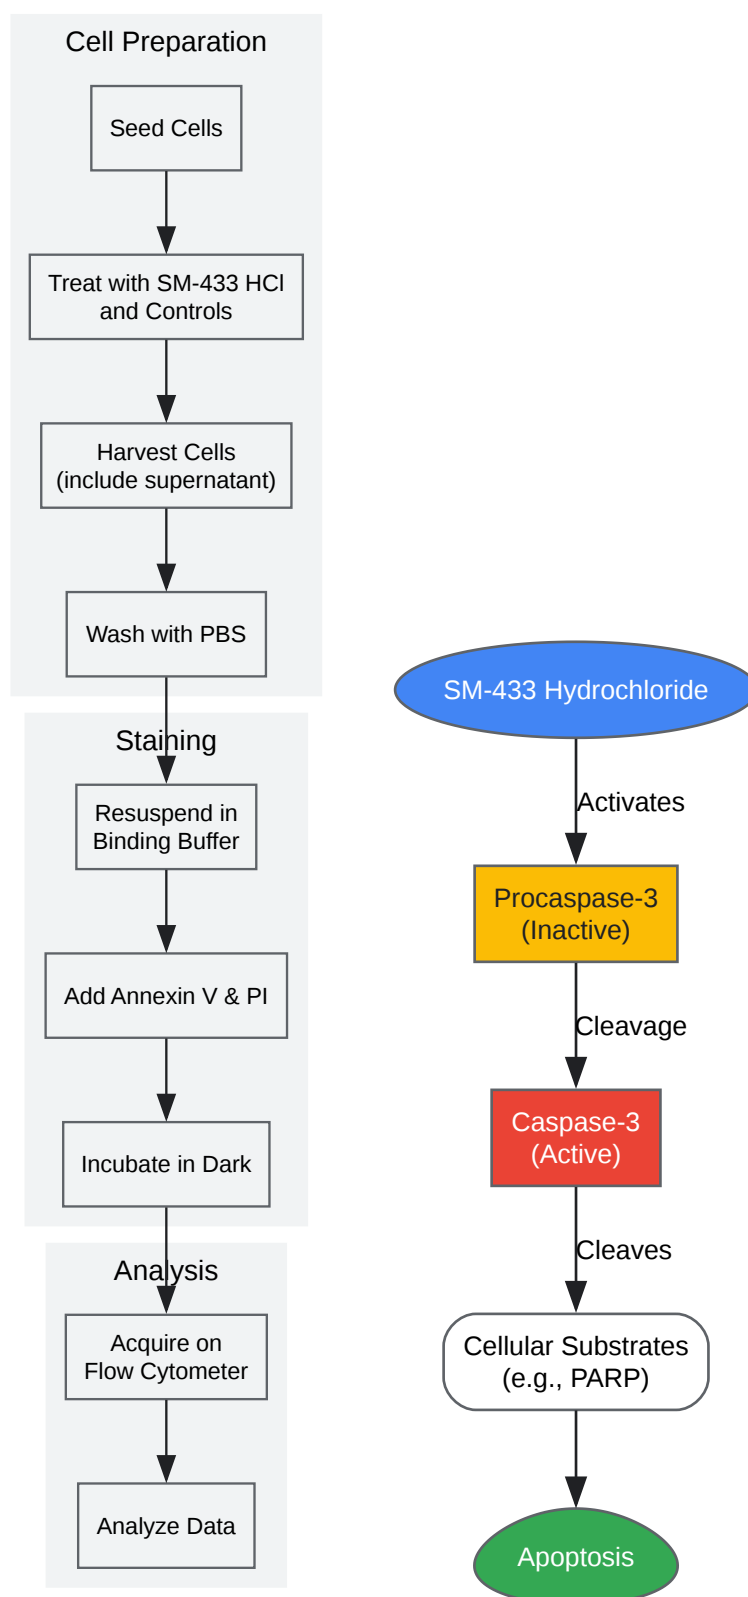 Cell Preparation
Seed Cells
Treat with SM-433 HCl
and Controls
Harvest Cells
(include supernatant)
Wash with PBS
Staining
Resuspend in
Binding Buffer
Add Annexin V & PI
Incubate in Dark
Analysis
Acquire on
Flow Cytometer
Analyze Data
SM-433 Hydrochloride
Activates
Procaspase-3
(Inactive)
Cleavage
Caspase-3
(Active)
Cleaves
Cellular Substrates
(e.g., PARP)
Apoptosis